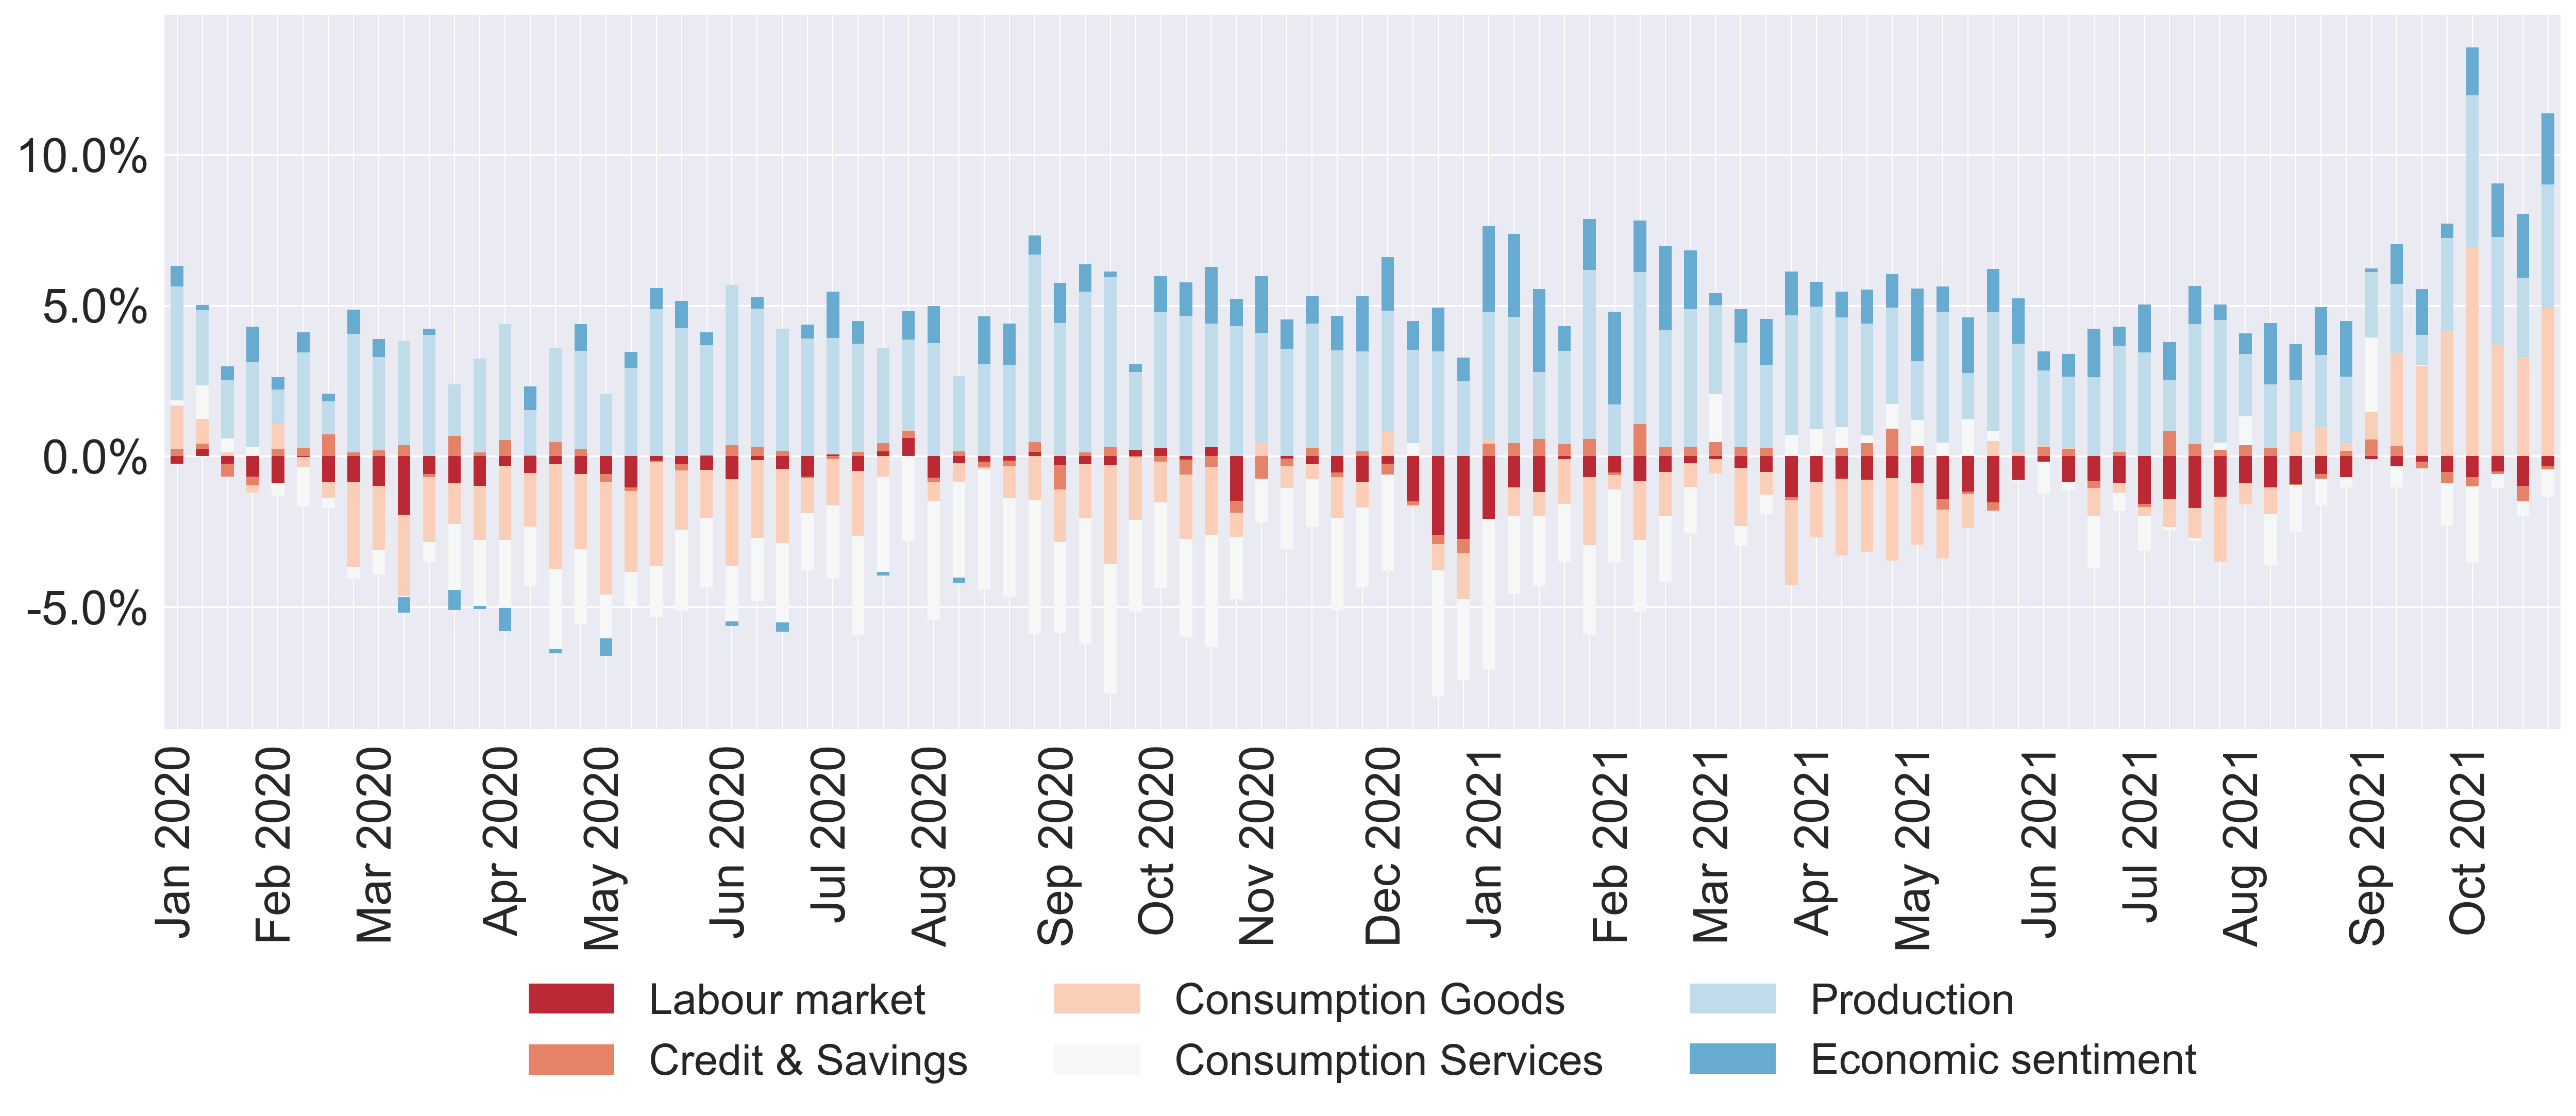 10.0%
5.0%
0.0%
-5.0%
Jan 2020
Feb 2020
Mar 2020
Apr 2020
May 2020
Jun 2020
Jul 2020
Aug 2020
Sep 2020
Oct 2020
Nov 2020
Dec 2020
Jan 2021
Feb 2021
Mar 2021
Apr 2021
May 2021
Jun 2021
Jul 2021
Aug 2021
Sep 2021
Oct 2021
Labour market
Credit & Savings
Consumption Goods
Consumption Services
Production
Economic sentiment